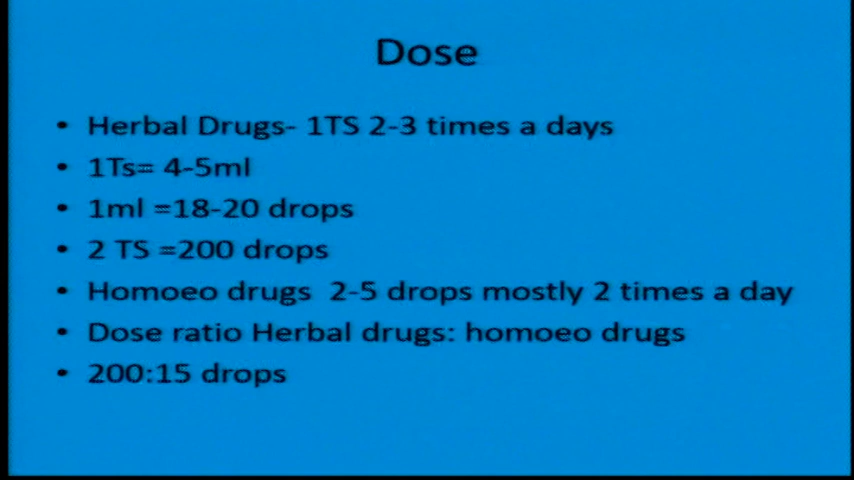 Dose
• Herbal Drugs- 1TS 2-3 times a days
• 1Ts= 4-5ml
• 1ml =18-20 drops
• 2 TS =200 drops
• Homoeo drugs  2-5 drops mostly 2 times a day
• Dose ratio Herbal drugs: homoeo drugs
• 200:15 drops